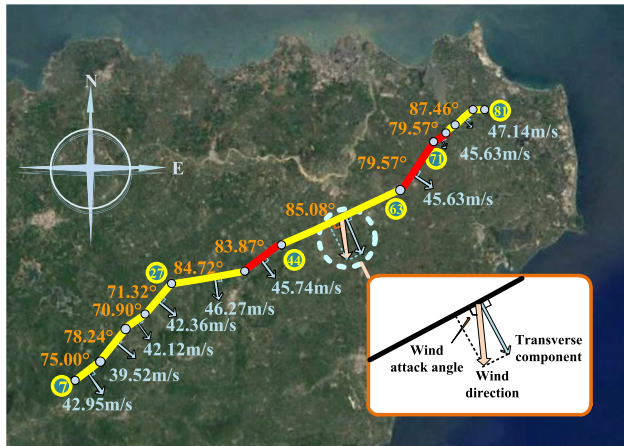 N
E
87.46°
81
79.57°
47.14m/s
71
45.63m/s
79.57°
63
45.63m/s
85.08°
83.87°
44
45.74m/s
27
84.72°
46.27m/s
71.32°
42.36m/s
70.90°
42.12m/s
78.24°
39.52m/s
75.00°
7
42.95m/s
Wind
attack angle
Wind
direction
Transverse
component